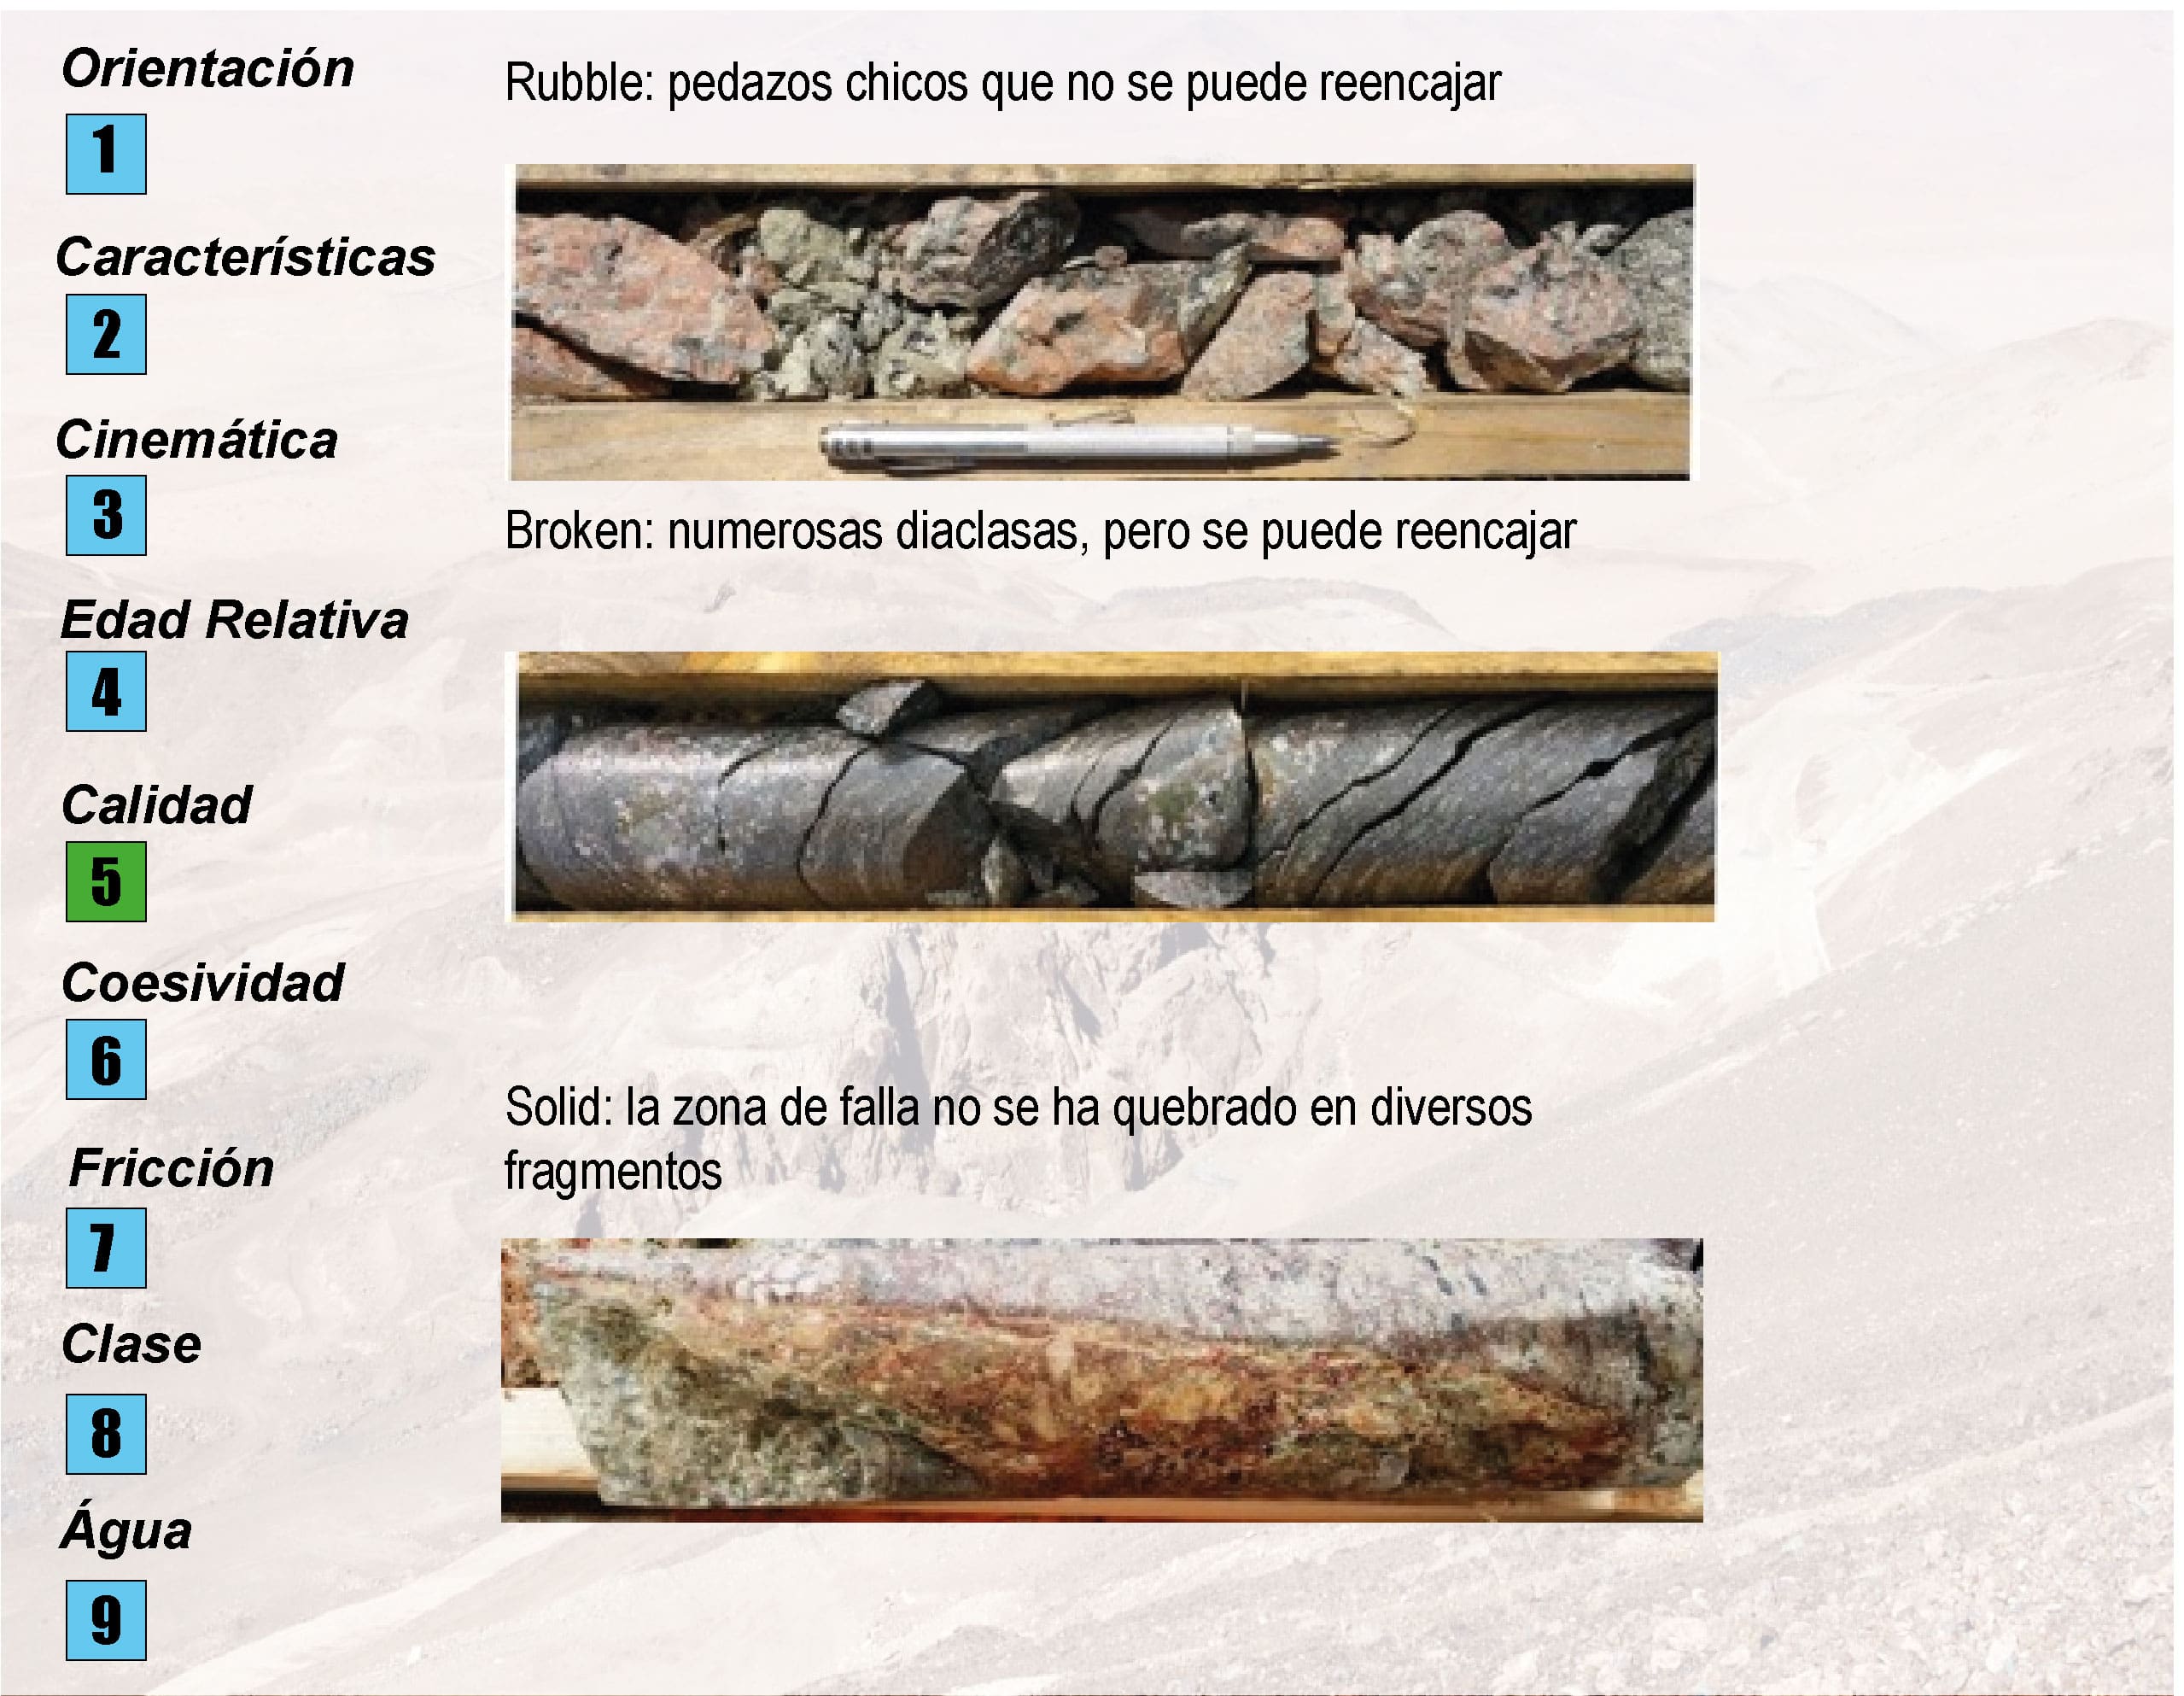 Orientación
1
Características
2
Cinemática
3
Edad Relativa
4
Calidad
5
Coesividad
6
Fricción
7
Clase
8
Água
9
Rubble: pedazos chicos que no se puede reencajar
Broken: numerosas diaclasas, pero se puede reencajar
Solid: la zona de falla no se ha quebrado en diversos
fragmentos